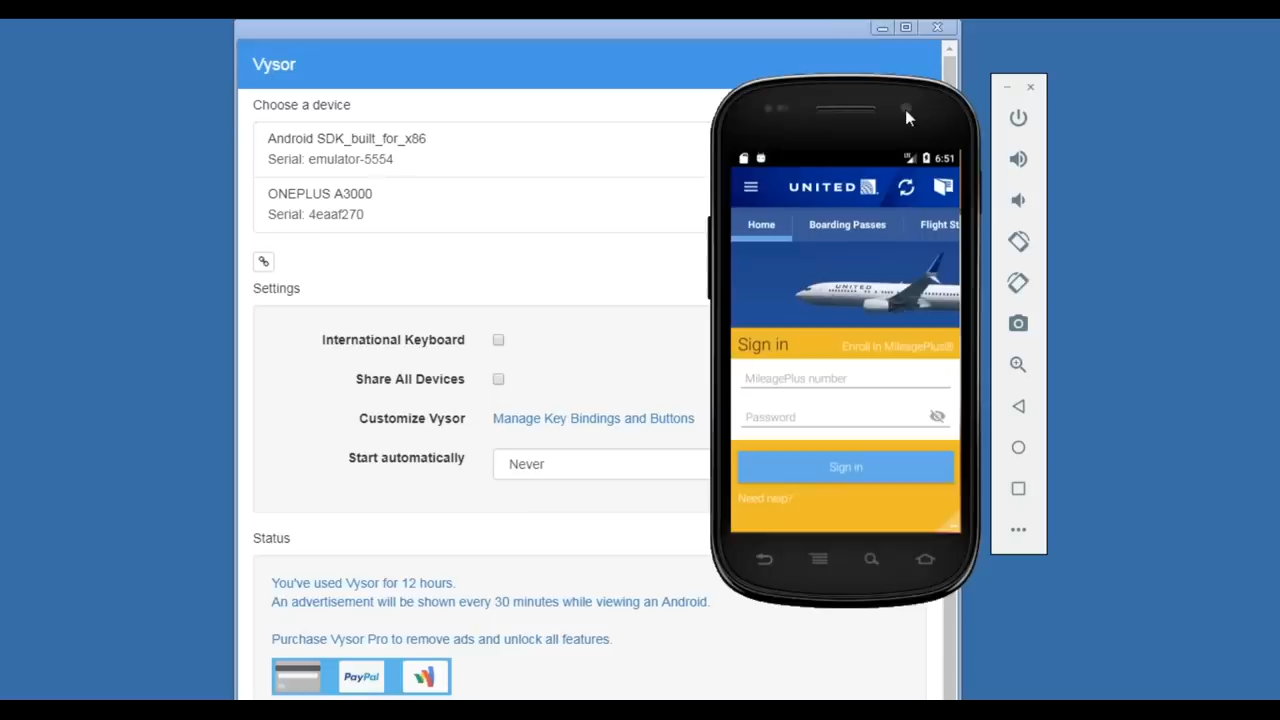 Vysor
Choose a device
Android SDK_built_for_x86
Serial: emulator-5554
ONEPLUS A3000
Serial: 4eaaf270
Settings
International Keyboard
Share All Devices
Customize Vysor
Manage Key Bindings and Buttons
Start automatically
Never
Status
You've used Vysor for 12 hours.
An advertisement will be shown every 30 minutes while viewing an Android.
Purchase Vysor Pro to remove ads and unlock all features.
PayPal
6:51
UNITED
Home
Boarding Passes
Flight St
UNITED
Sign in
Enroll in MileagePlus®
MileagePlus number
Password
Sign in
Need help?